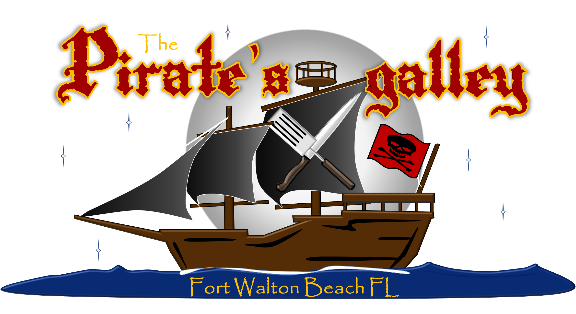 The
Pirate's galley
Fort Walton Beach FL